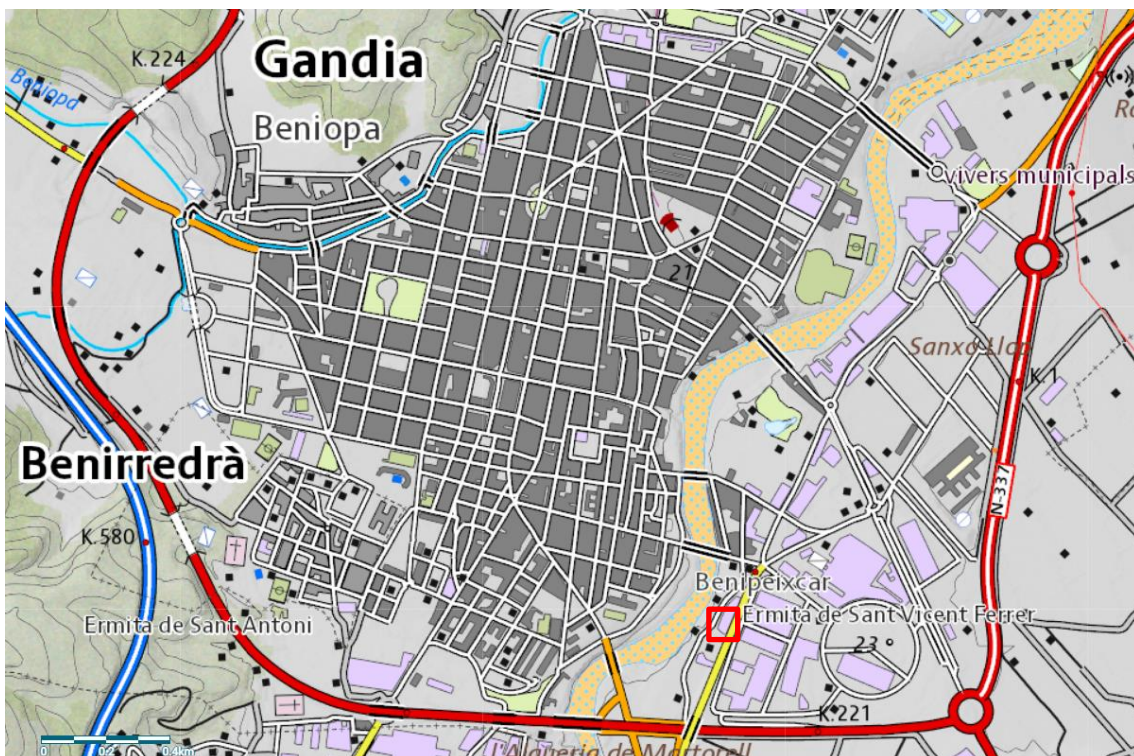 Gandia
K.224
Beniopa
Beniopa
vivers municipals
21
Sanxo Llop
K.1
Benirredrà
N-337
K.580
Benipeixcar
Ermita de Sant Antoni
Ermitá de Sant Vicent Ferrer
23
K.221
0 0.2 0.4km
l'Alqueria de Martorell